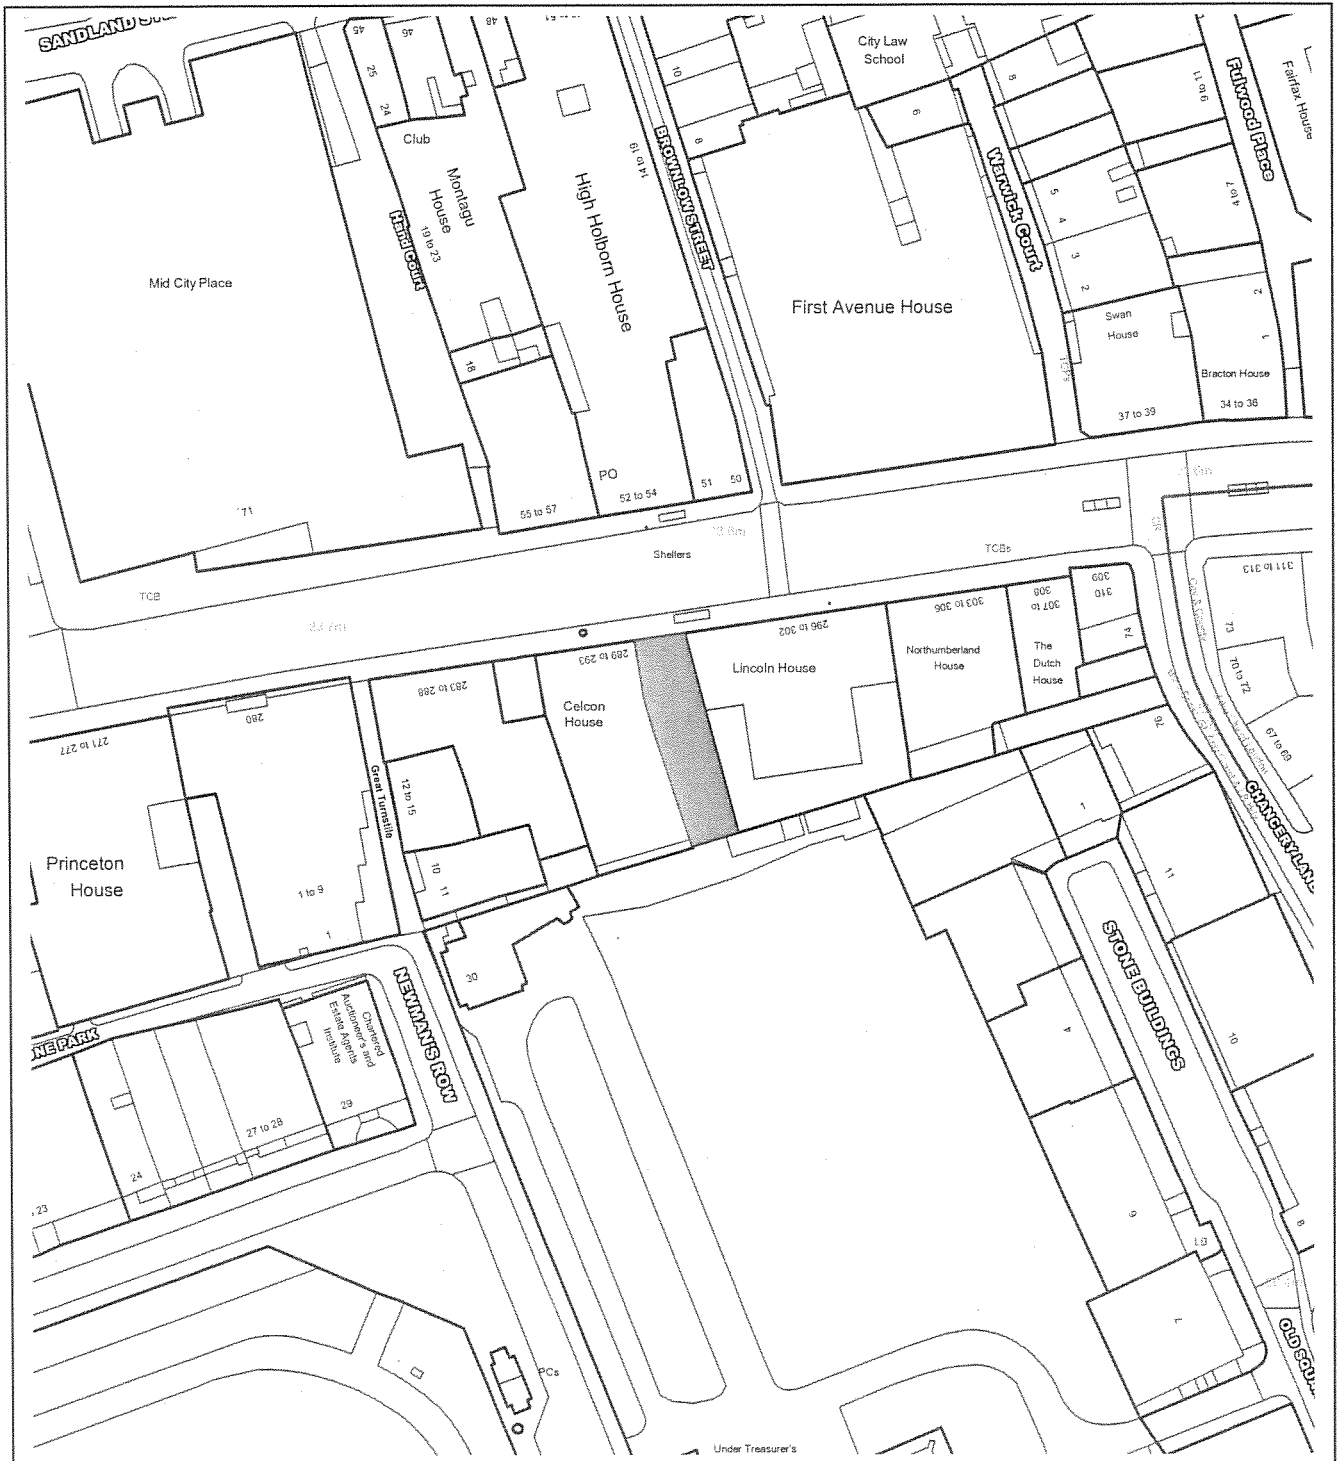 45
46
48
25
24
Club
Montagu
House
19 to 23
Hand Court
High Holborn House
14 to 19
BROWNLOW STREET
10
8
City Law
School
6
8
Warwick Court
5
4
3
2
Fulwood Place
9 to 11
4 to 7
Fairfax House
Mid City Place
First Avenue House
Swan
House
2
1
Bracton House
34 to 36
37 to 39
TCPs
18
PO
71
55 to 57
52 to 54
51
50
Shelters
TCBs
TCB
CR
309
310
307 to
308
303 to 306
296 to 302
74
311 to 313
73
70 to 72
67 to 69
Lincoln House
Northumberland
House
The
Dutch
House
289 to 293
Celcon
House
283 to
288
280
271 to 277
Great Turnstile
12 to 15
10
11
76
CHANCERY LANE
Princeton
House
1 to 9
1
1
11
STONE BUILDINGS
10
30
NEWMAN'S ROW
Chartered
Auctioneer's and
Estate Agents
Institute
29
27 to 28
24
23
4
6
7
8
PCs
Under Treasurer's